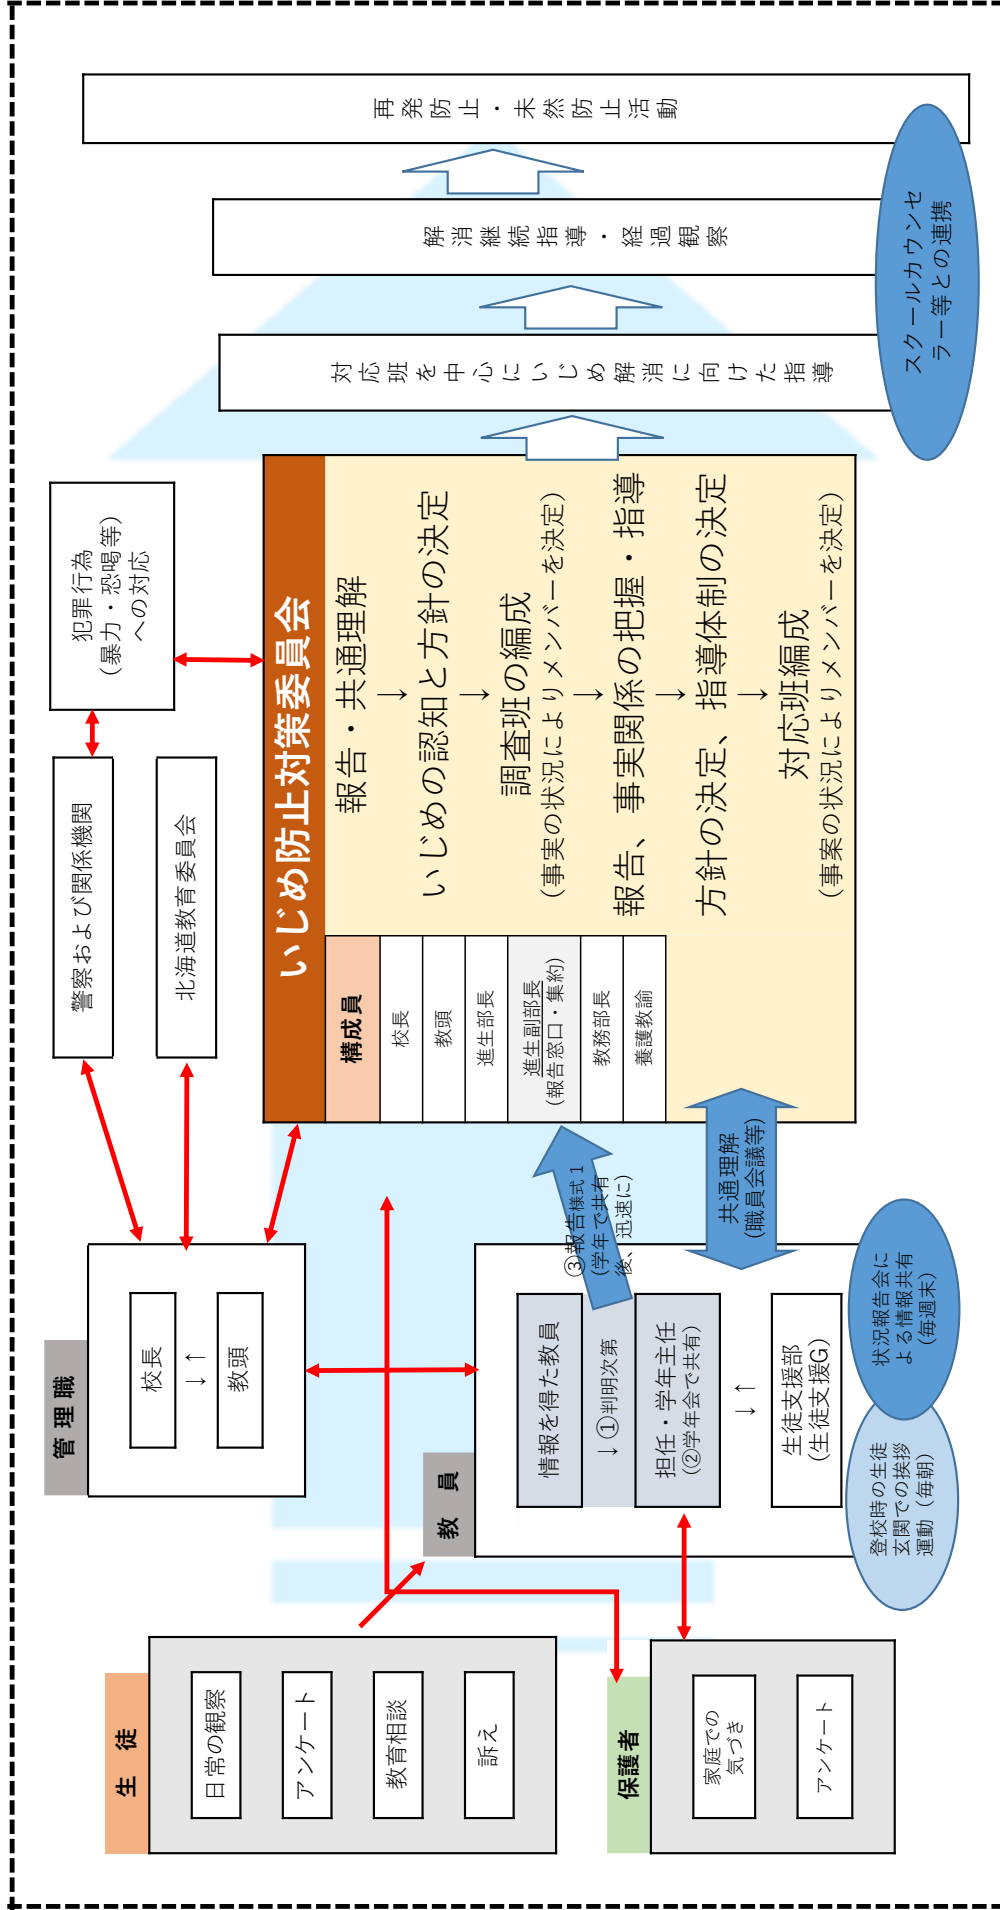 生　徒
日常の観察
アンケート
教育相談
訴え
保護者
家庭での
気づき
アンケート
管 理 職
校長
↓↑
教頭
教　員
情報を得た教員
↓①判明次第
担任・学年主任
(②学年会で共有)
↓↑
生徒支援部
(生徒支援G)
登校時の生徒
玄関での挨拶
運動（毎朝）
状況報告会に
よる情報共有
（毎週末）
③報告様式１
(学年で共有
後、迅速に)
共通理解
(職員会議等)
警察および関係機関
北海道教育委員会
犯罪行為
(暴力・恐喝等)
への対応
いじめ防止対策委員会
構成員
校長
教頭
進生部長
進生副部長
(報告窓口・集約)
教務部長
養護教諭
報告・共通理解
↓
いじめの認知と方針の決定
↓
調査班の編成
(事実の状況によりメンバーを決定)
↓
報告、事実関係の把握・指導
↓
方針の決定、指導体制の決定
↓
対応班編成
(事案の状況によりメンバーを決定)
対応班を中心にいじめ解消に向けた指導
解消継続指導・経過観察
再発防止・未然防止活動
スクールカウンセ
ラー等との連携